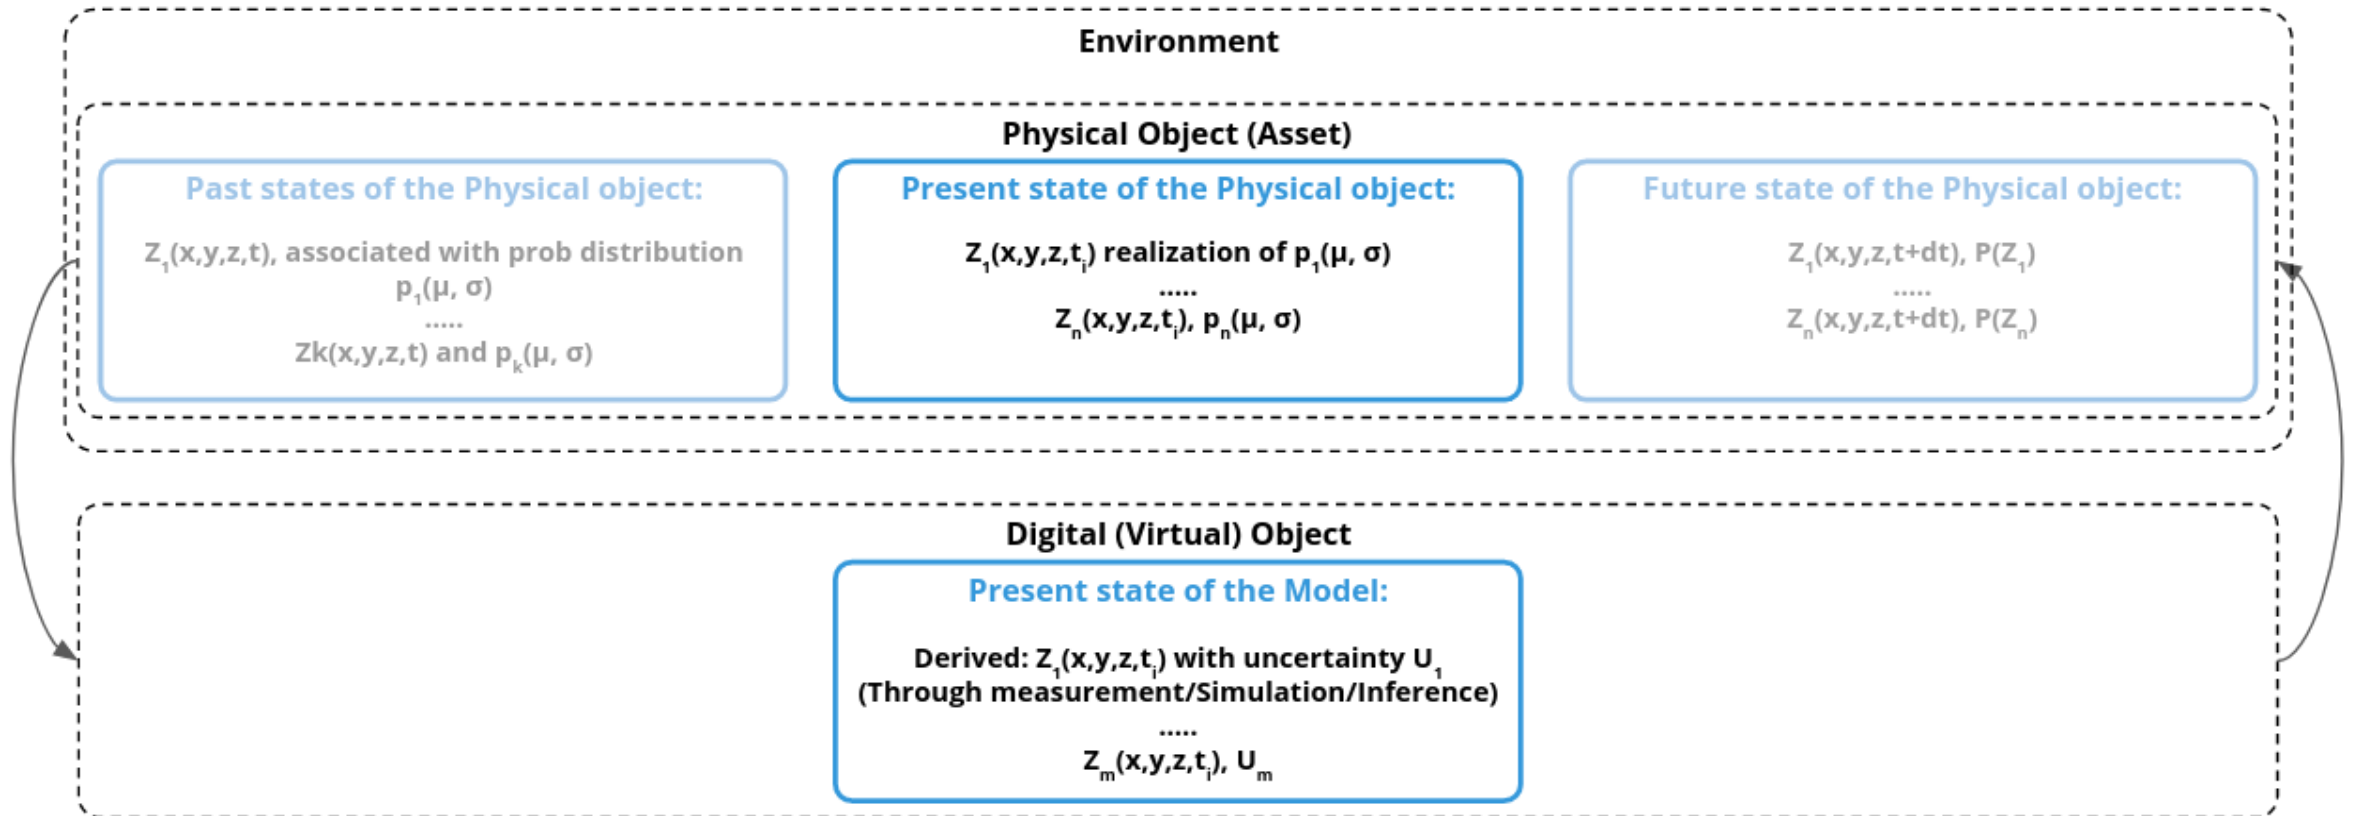 Environment
Physical Object (Asset)
Past states of the Physical object:
Z₁(x,y,z,t), associated with prob distribution
p₁(μ, σ)
.....
Zk(x,y,z,t) and pₖ(μ, σ)
Present state of the Physical object:
Z₁(x,y,z,tᵢ) realization of p₁(μ, σ)
.....
Zₙ(x,y,z,tᵢ), pₙ(μ, σ)
Future state of the Physical object:
Z₁(x,y,z,t+dt), P(Z₁)
.....
Zₙ(x,y,z,t+dt), P(Zₙ)
Digital (Virtual) Object
Present state of the Model:
Derived: Z₁(x,y,z,tᵢ) with uncertainty U₁
(Through measurement/Simulation/Inference)
.....
Zₘ(x,y,z,tᵢ), Uₘ